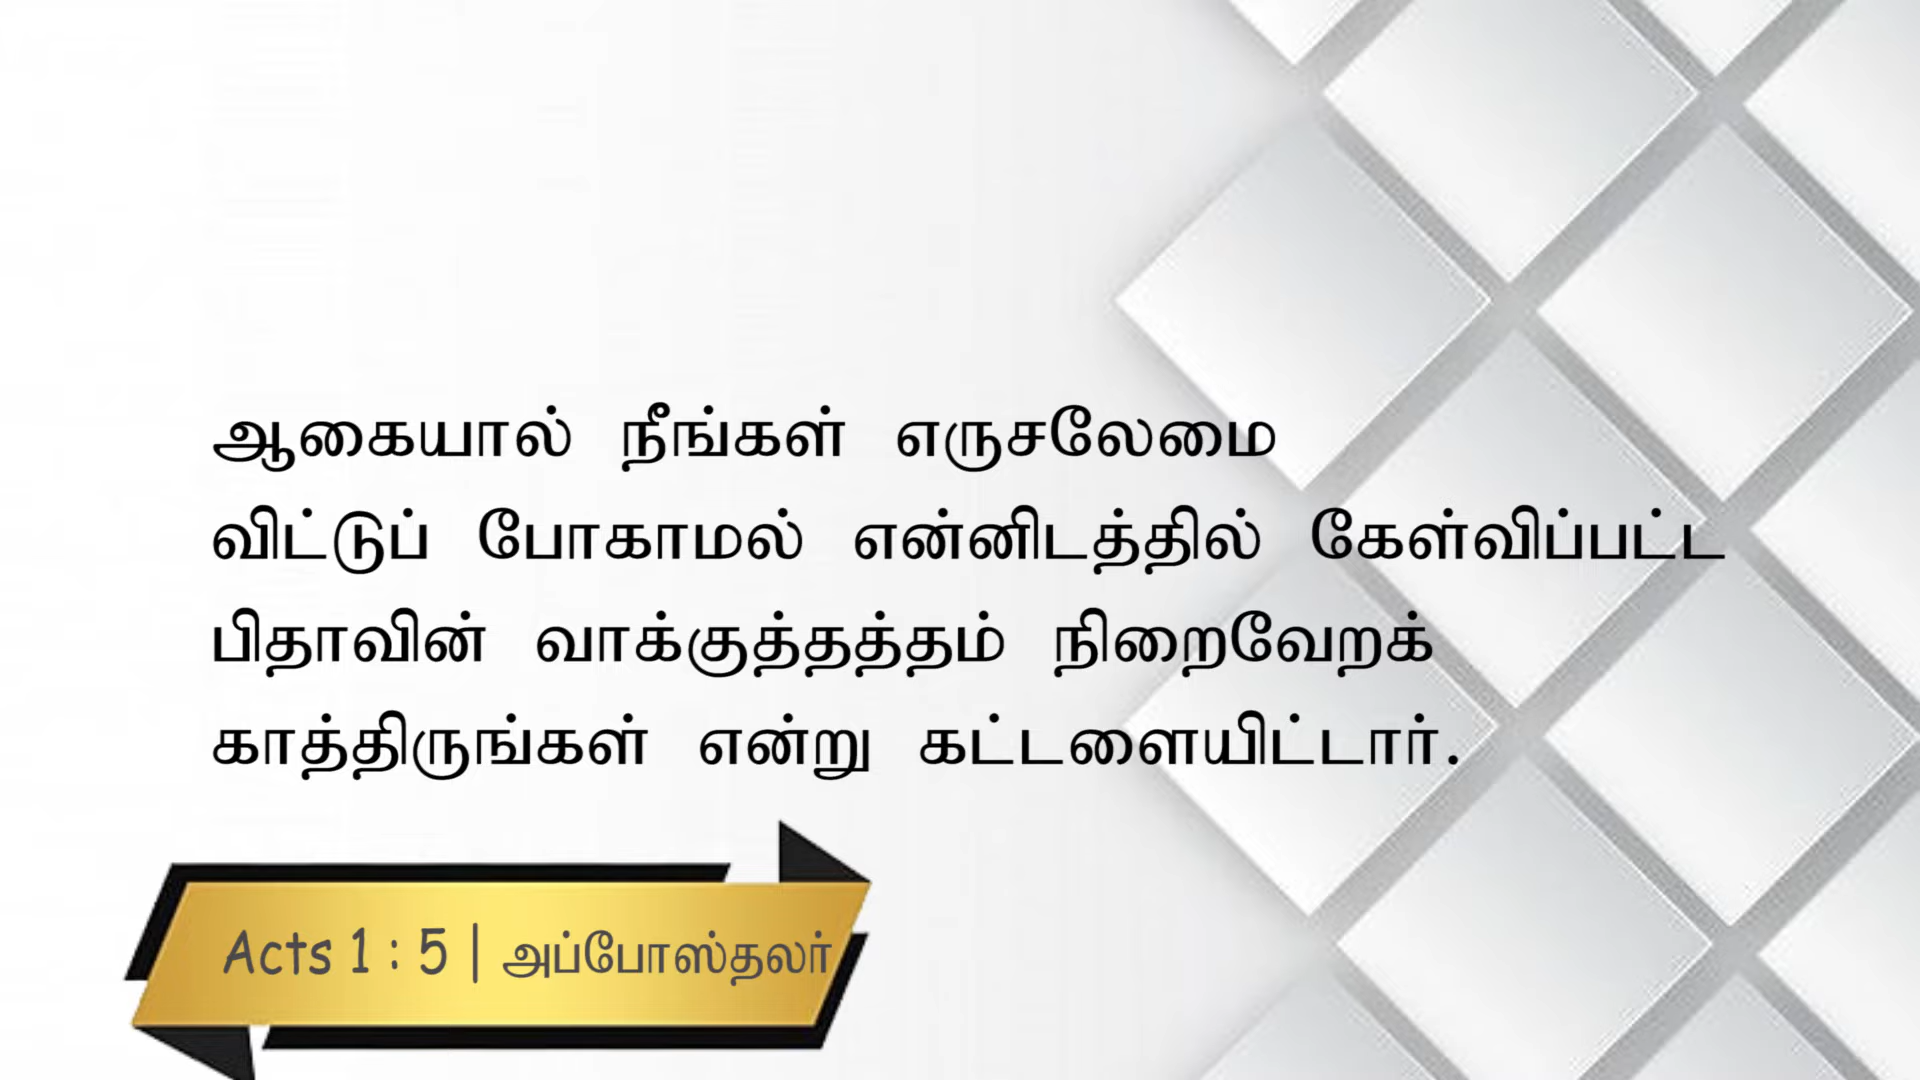 ஆகையால் நீங்கள் எருசலேமை
விட்டுப் போகாமல் என்னிடத்தில் கேள்விப்பட்ட
பிதாவின் வாக்குத்தத்தம் நிறைவேறக்
காத்திருங்கள் என்று கட்டளையிட்டார்.
Acts 1 : 5 | அப்போஸ்தலர்